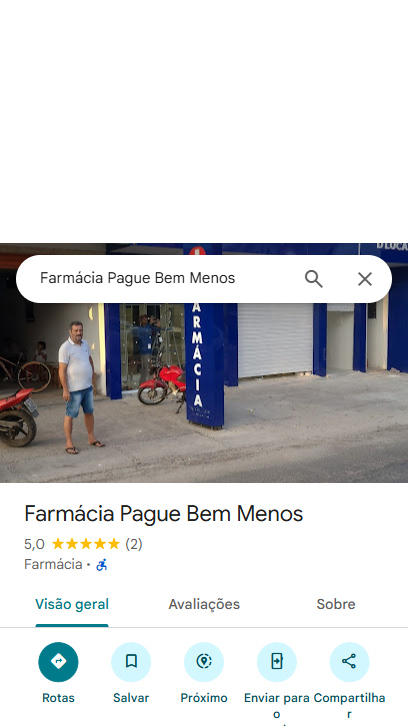 D'LUCA
Farmácia Pague Bem Menos
FARMÁCIA
Farmácia Pague Bem Menos
5,0 (2)
Farmácia ·
Visão geral Avaliações Sobre
Rotas Salvar Próximo Enviar para o Compartilhar